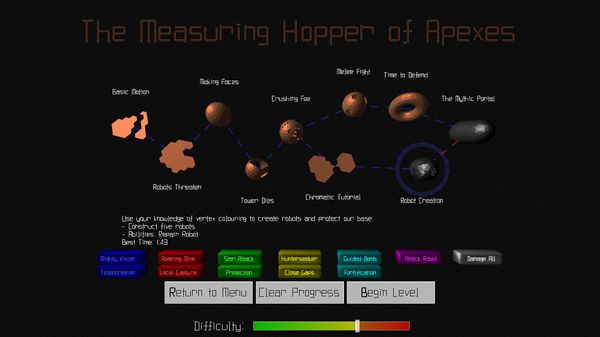 The Measuring Hopper of Apexes
Melee Fight
Time to Defend
Making Faces
Basic Motion
Crushing Foe
The Mythic Portal
Robots Threaten
Tower Dies
Chromatic Tutorial
Robot Creation
Use your knowledge of vertex colouring to create robots and protect our base.
- Construct five robots.
- Abilities: Repair Robot
Best Time: 1:43
Mighty Vision
Roaring Mine
Star Attack
Hunterseeker
Guided Bomb
Attack Robot
Damage All
Teleportation
Local Capture
Protection
Close Gaps
Fortification
Return to Menu
Clear Progress
Begin Level
Difficulty: